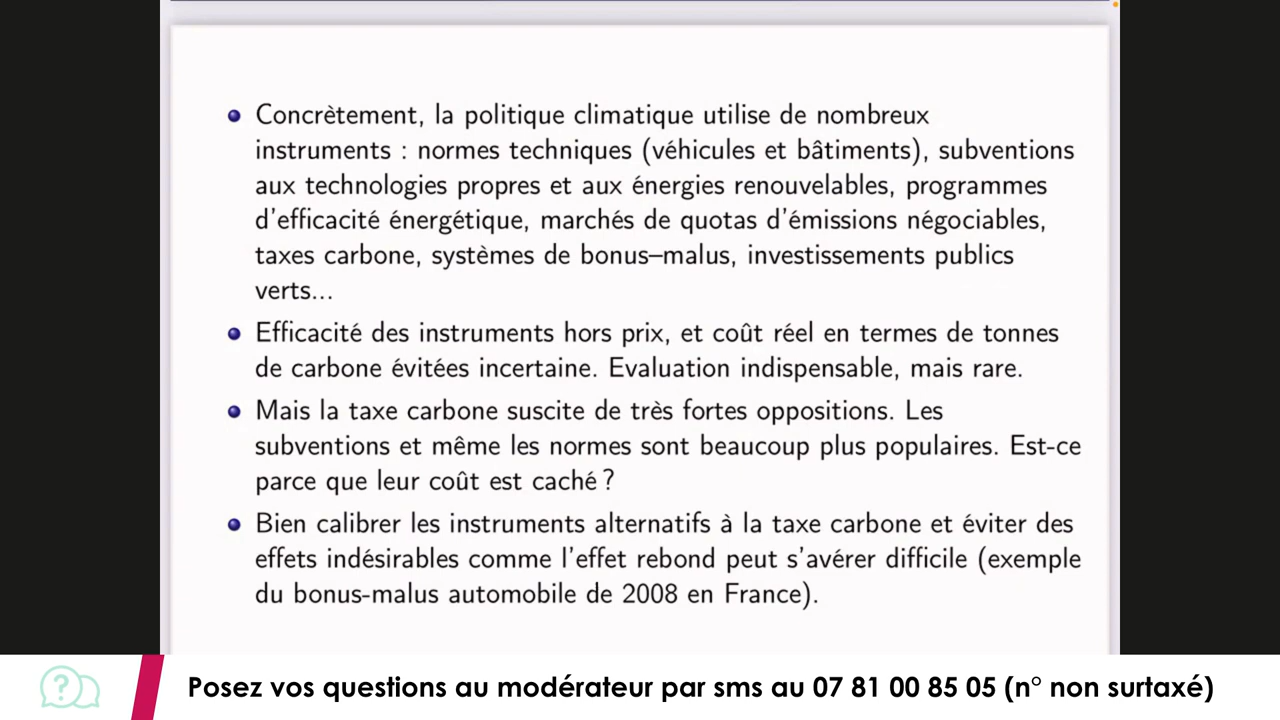 Concrètement, la politique climatique utilise de nombreux
instruments : normes techniques (véhicules et bâtiments), subventions
aux technologies propres et aux énergies renouvelables, programmes
d'efficacité énergétique, marchés de quotas d'émissions négociables,
taxes carbone, systèmes de bonus–malus, investissements publics
verts...
Efficacité des instruments hors prix, et coût réel en termes de tonnes
de carbone évitées incertaine. Evaluation indispensable, mais rare.
Mais la taxe carbone suscite de très fortes oppositions. Les
subventions et même les normes sont beaucoup plus populaires. Est-ce
parce que leur coût est caché ?
Bien calibrer les instruments alternatifs à la taxe carbone et éviter des
effets indésirables comme l'effet rebond peut s'avérer difficile (exemple
du bonus-malus automobile de 2008 en France).
?
Posez vos questions au modérateur par sms au 07 81 00 85 05 (n° non surtaxé)